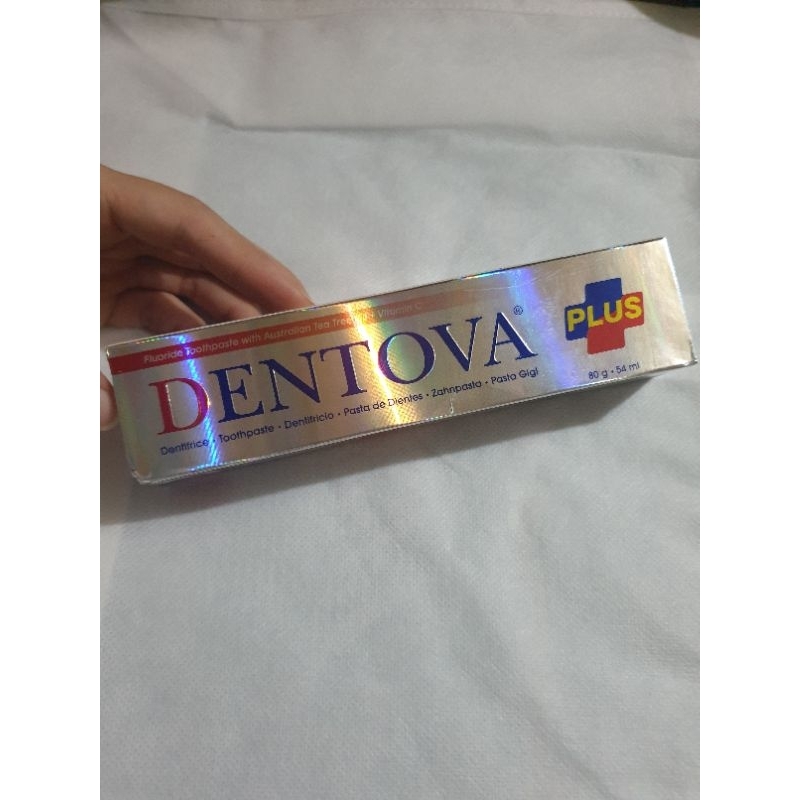 Fluoride Toothpaste with Australian Tea Tree Oil + Vitamin C
DENTOVA®
PLUS
Dentifrice • Toothpaste • Dentifricio • Pasta de Dientes • Zahnpasta • Pasta Gigi
80 g • 54 ml